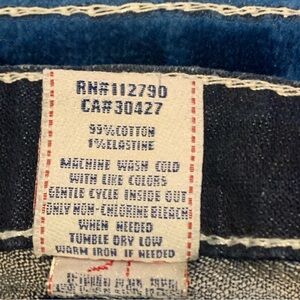 RN#112790
CA#30427
99%COTTON
1%ELASTINE
MACHINE WASH COLD
WITH LIKE COLORS
GENTLE CYCLE INSIDE OUT
ONLY NON-CHLORINE BLEACH
WHEN NEEDED
TUMBLE DRY LOW
WARM IRON IF NEEDED